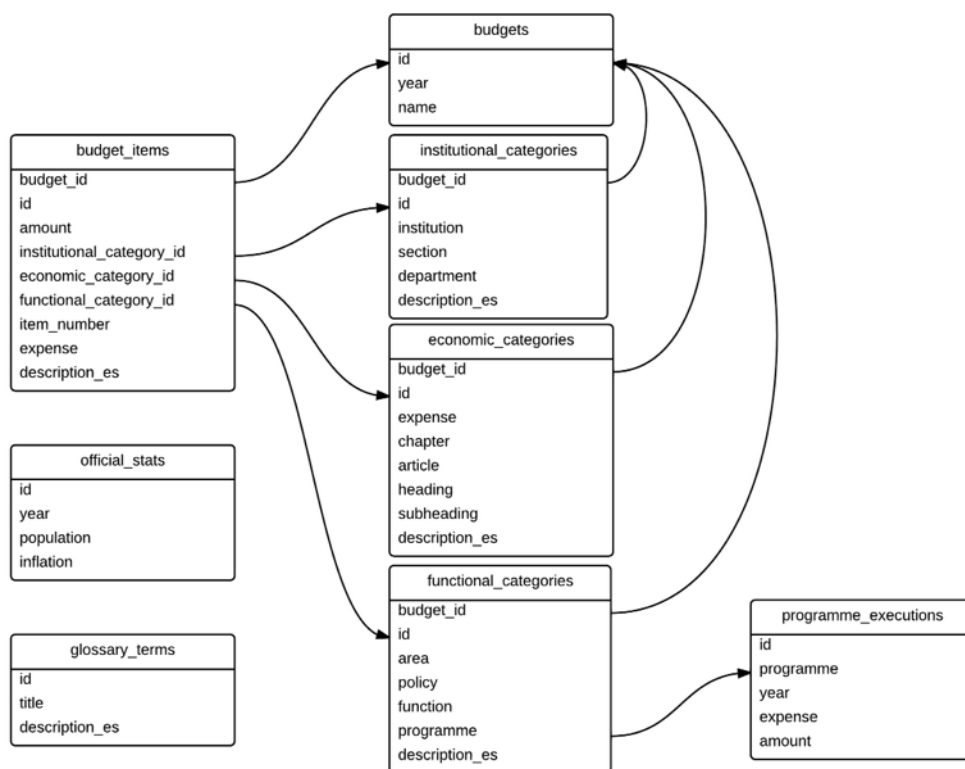 budgets
id
year
name
budget_items
budget_id
id
amount
institutional_category_id
economic_category_id
functional_category_id
item_number
expense
description_es
institutional_categories
budget_id
id
institution
section
department
description_es
economic_categories
budget_id
id
expense
chapter
article
heading
subheading
description_es
official_stats
id
year
population
inflation
functional_categories
budget_id
id
area
policy
function
programme
description_es
programme_executions
id
programme
year
expense
amount
glossary_terms
id
title
description_es